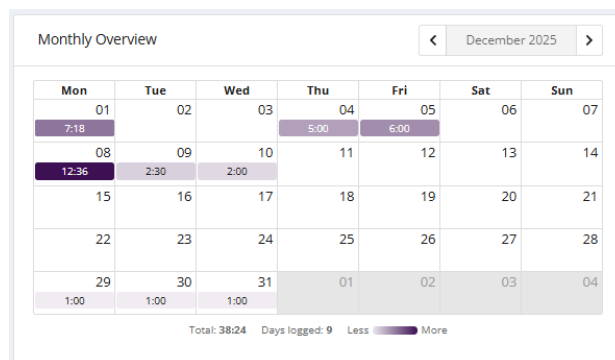 Monthly Overview
December 2025
Mon Tue Wed Thu Fri Sat Sun
01 02 03 04 05 06 07
7:18 5:00 6:00
08 09 10 11 12 13 14
12:36 2:30 2:00
15 16 17 18 19 20 21
22 23 24 25 26 27 28
29 30 31 01 02 03 04
1:00 1:00 1:00
Total: 38:24 Days logged: 9 Less More